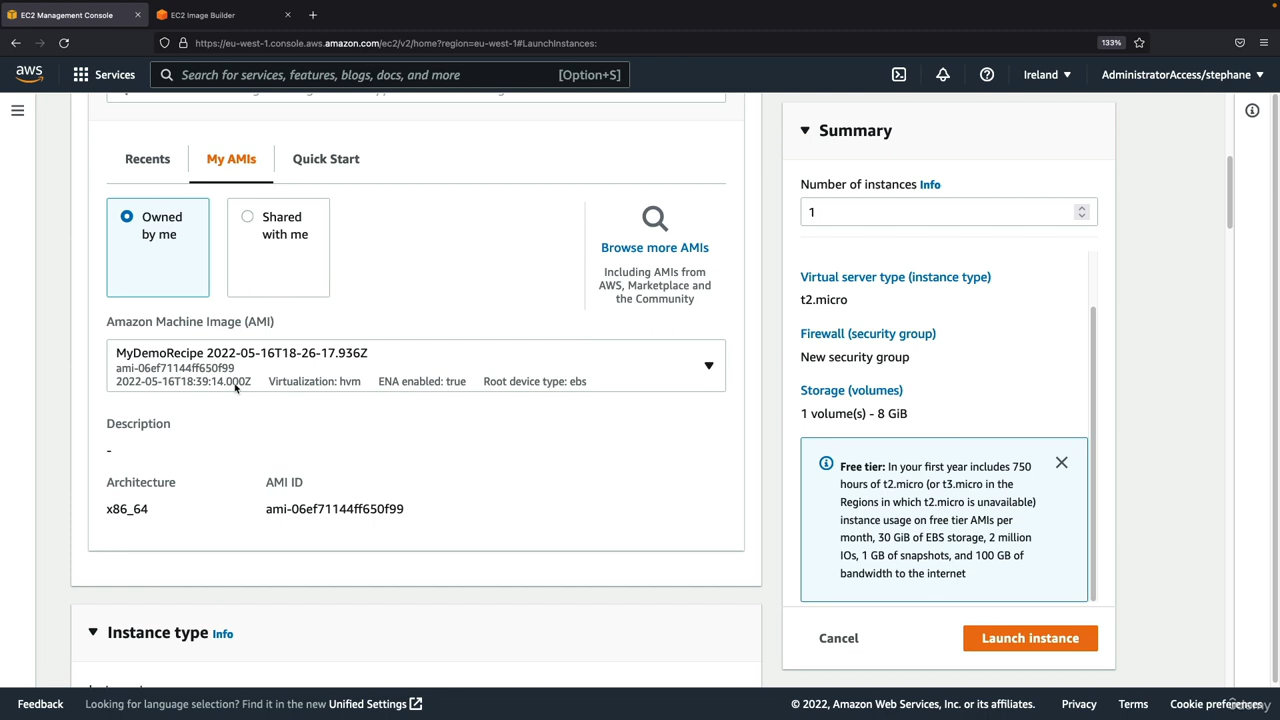 EC2 Management Console
EC2 Image Builder
https://eu-west-1.console.aws.amazon.com/ec2/v2/home?region=eu-west-1#LaunchInstances:
133%
aws
Services
Search for services, features, blogs, docs, and more
[Option+S]
Ireland
AdministratorAccess/stephane
Recents
My AMIs
Quick Start
Owned
by me
Shared
with me
Browse more AMIs
Including AMIs from
AWS, Marketplace and
the Community
Amazon Machine Image (AMI)
MyDemoRecipe 2022-05-16T18-26-17.936Z
ami-06ef71144ff650f99
2022-05-16T18:39:14.000Z Virtualization: hvm ENA enabled: true Root device type: ebs
Description
-
Architecture
AMI ID
x86_64
ami-06ef71144ff650f99
Instance type Info
Summary
Number of instances Info
1
Virtual server type (instance type)
t2.micro
Firewall (security group)
New security group
Storage (volumes)
1 volume(s) - 8 GiB
Free tier: In your first year includes 750
hours of t2.micro (or t3.micro in the
Regions in which t2.micro is unavailable)
instance usage on free tier AMIs per
month, 30 GiB of EBS storage, 2 million
IOs, 1 GB of snapshots, and 100 GB of
bandwidth to the internet
Cancel
Launch instance
Feedback
Looking for language selection? Find it in the new Unified Settings
© 2022, Amazon Web Services, Inc. or its affiliates.
Privacy
Terms
Cookie preferences
Udemy